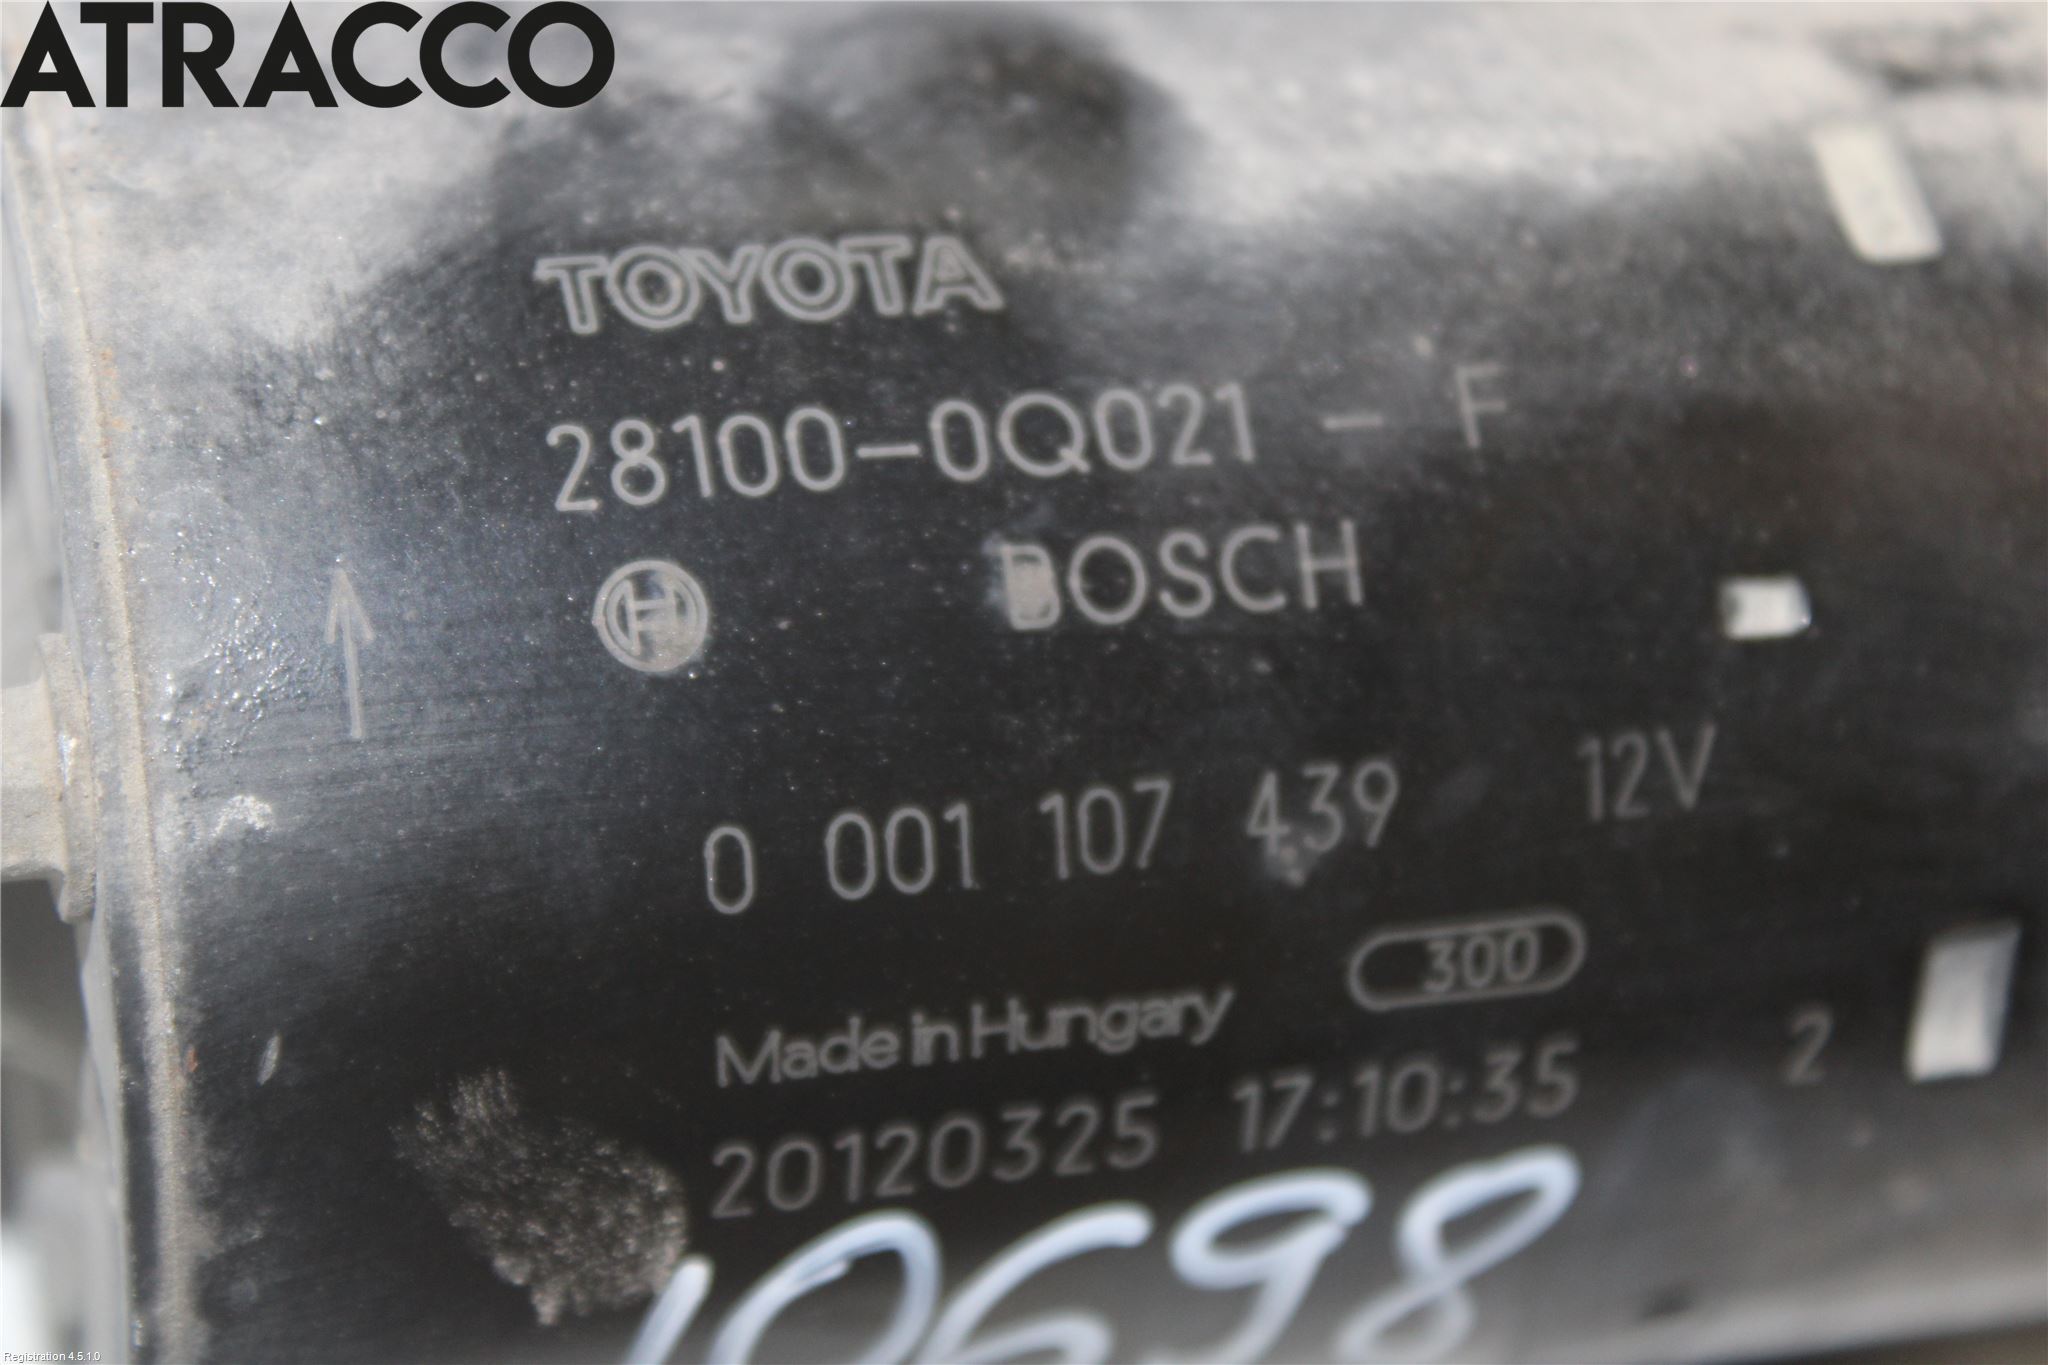 ATRACCO
TOYOTA
28100-0Q021 - F
H BOSCH
0 001 107 439 12V
300
Made in Hungary
20120325 17:10:35 2
10698
Registration 4.5.1.0